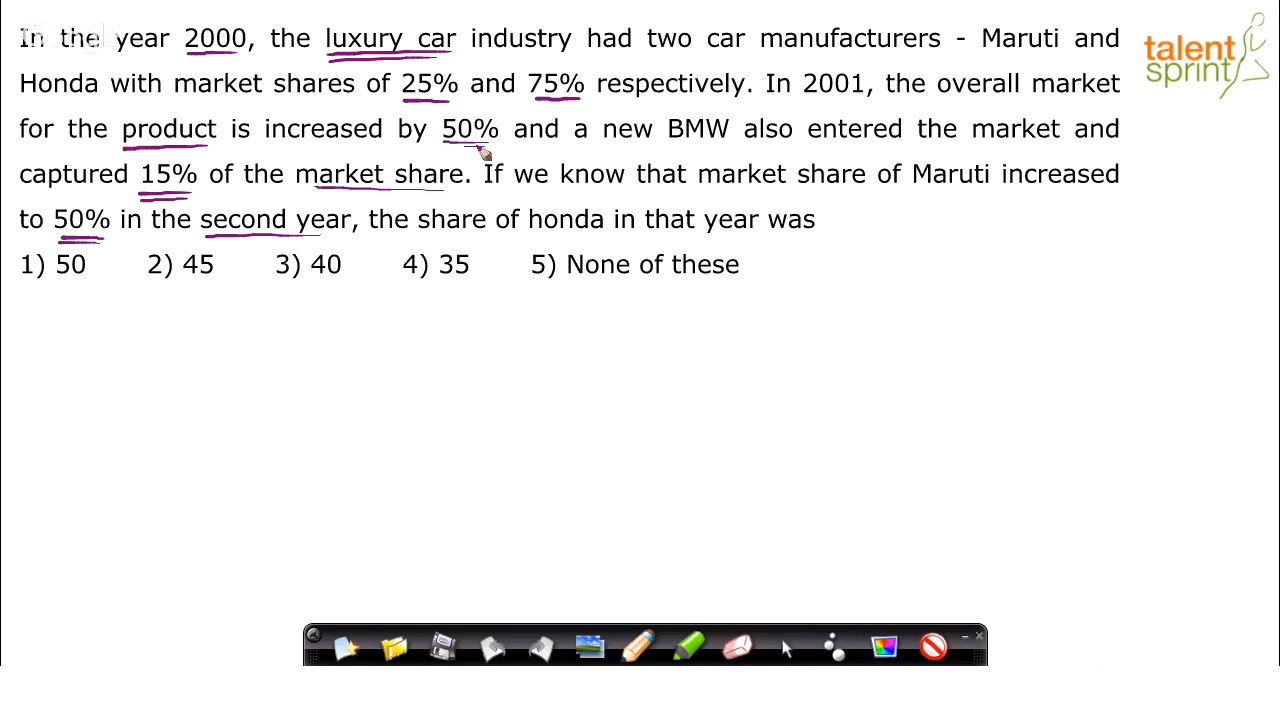 In the year 2000, the luxury car industry had two car manufacturers - Maruti and
Honda with market shares of 25% and 75% respectively. In 2001, the overall market
for the product is increased by 50% and a new BMW also entered the market and
captured 15% of the market share. If we know that market share of Maruti increased
to 50% in the second year, the share of honda in that year was
1) 50 2) 45 3) 40 4) 35 5) None of these
talent
sprint